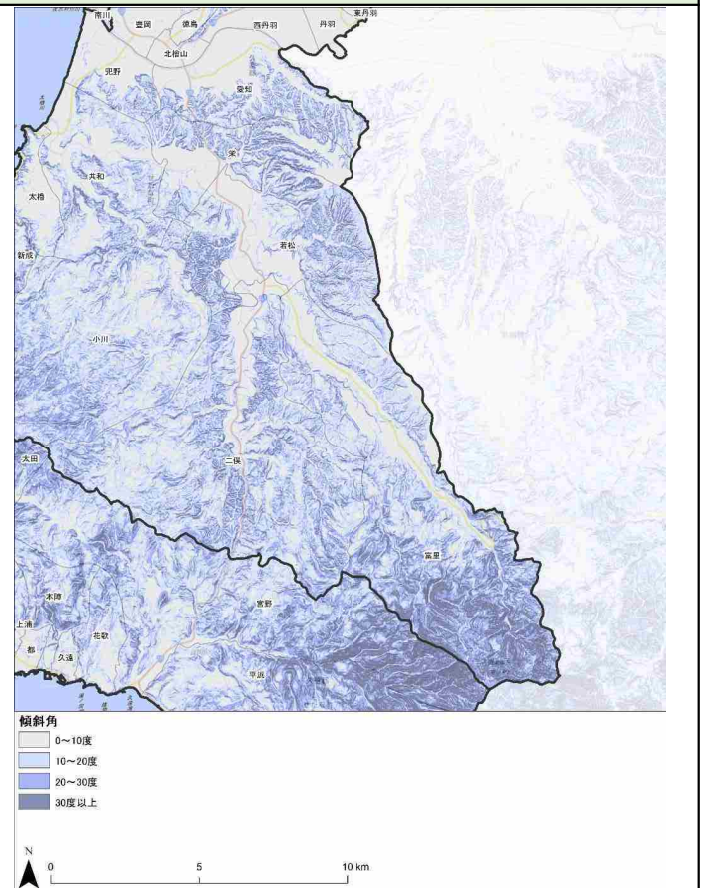 東丹羽
南川
豊岡
徳島
西丹羽
丹羽
北檜山
兜野
愛知
栄
共和
太櫓
若松
新成
小川
太田
二俣
富里
本陣
宮野
上浦
花歌
都
久遠
平浜
傾斜角
0～10度
10～20度
20～30度
30度以上
N
0 5 10 km